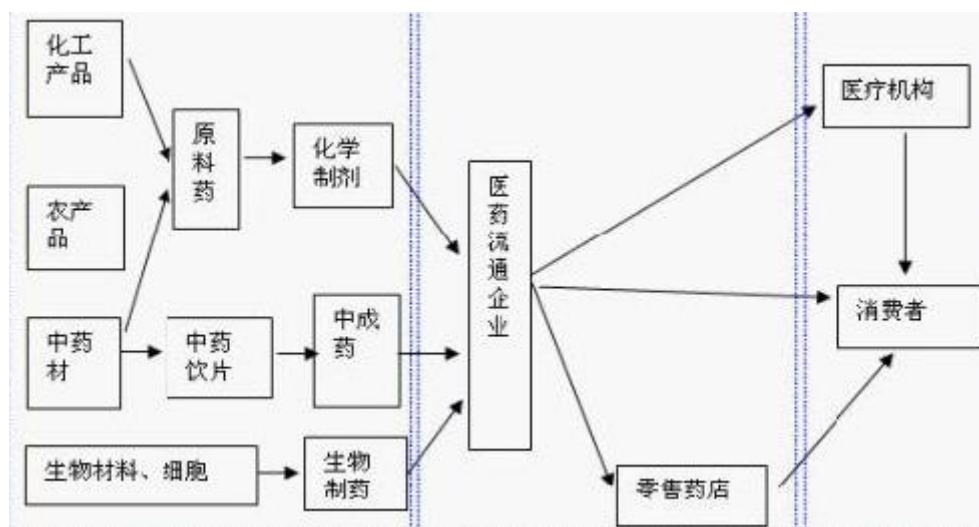 化工
产品
原
料
药
化学
制剂
农产
品
中药
材
中药
饮片
中成
药
生物材料、细胞
生物
制药
医
药
流
通
企
业
医疗机构
消费者
零售药店